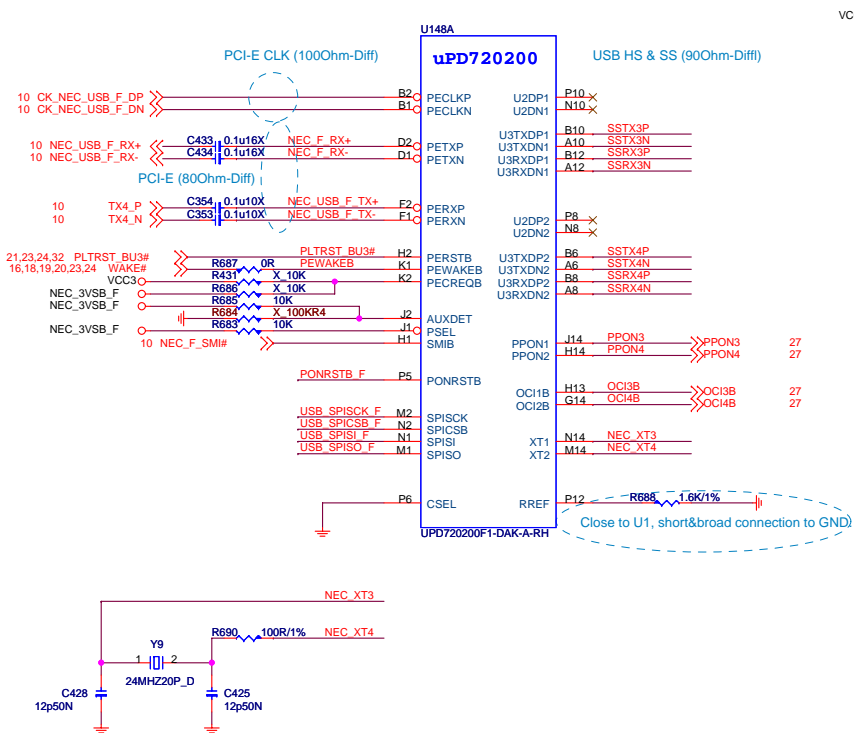 VC
U148A
PCI-E CLK (100Ohm-Diff)
uPD720200
USB HS & SS (90Ohm-Diffl)
10 CK_NEC_USB_F_DP B2 PECLKP U2DP1 P10
10 CK_NEC_USB_F_DN B1 PECLKN U2DN1 N10
U3TXDP1 B10 SSTX3P
10 NEC_USB_F_RX+ C433 0.1u16X NEC_F_RX+ D2 PETXP U3TXDN1 A10 SSTX3N
10 NEC_USB_F_RX- C434 0.1u16X NEC_F_RX- D1 PETXN U3RXDP1 B12 SSRX3P
U3RXDN1 A12 SSRX3N
PCI-E (80Ohm-Diff)
10 TX4_P C354 0.1u10X NEC_USB_F_TX+ F2 PERXP
10 TX4_N C353 0.1u10X NEC_USB_F_TX- F1 PERXN U2DP2 P8
U2DN2 N8
21,23,24,32 PLTRST_BU3# PLTRST_BU3# H2 PERSTB U3TXDP2 B6 SSTX4P
16,18,19,20,23,24 WAKE# R687 0R PEWAKEB K1 PEWAKEB U3TXDN2 A6 SSTX4N
VCC3 R431 X_10K K2 PECREQB U3RXDP2 B8 SSRX4P
NEC_3VSB_F R686 X_10K U3RXDN2 A8 SSRX4N
NEC_3VSB_F R685 10K
R684 X_100KR4 J2 AUXDET
NEC_3VSB_F R683 10K J1 PSEL
10 NEC_F_SMI# H1 SMIB PPON1 J14 PPON3 PPON3 27
PPON2 H14 PPON4 PPON4 27
PONRSTB_F P5 PONRSTB
OCI1B H13 OCI3B OCI3B 27
OCI2B G14 OCI4B OCI4B 27
USB_SPISCK_F M2 SPISCK
USB_SPICSB_F N2 SPICSB
USB_SPISI_F N1 SPISI XT1 N14 NEC_XT3
USB_SPISO_F M1 SPISO XT2 M14 NEC_XT4
P6 CSEL RREF P12 R688 1.6K/1%
Close to U1, short&broad connection to GND.
UPD720200F1-DAK-A-RH
NEC_XT3
R690 100R/1% NEC_XT4
Y9
1 2
24MHZ20P_D
C428 C425
12p50N 12p50N